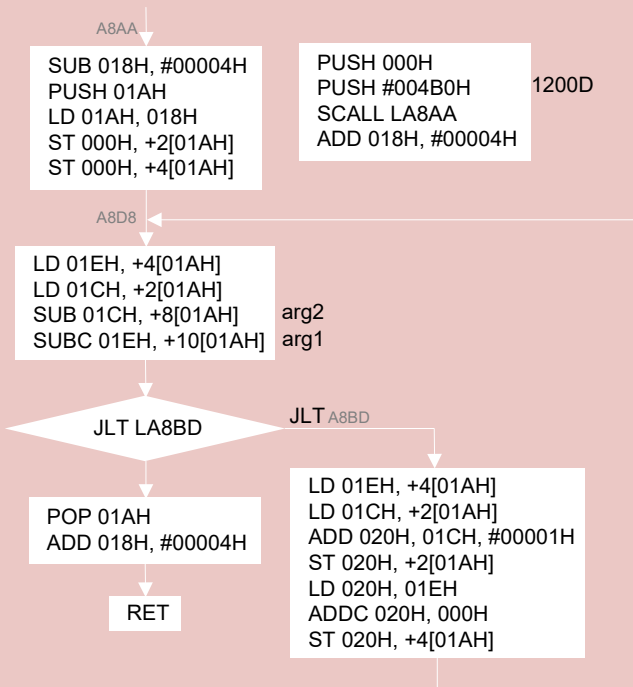 A8AA
SUB 018H, #00004H
PUSH 01AH
LD 01AH, 018H
ST 000H, +2[01AH]
ST 000H, +4[01AH]
PUSH 000H
PUSH #004B0H
SCALL LA8AA
ADD 018H, #00004H
1200D
A8D8
LD 01EH, +4[01AH]
LD 01CH, +2[01AH]
SUB 01CH, +8[01AH]
SUBC 01EH, +10[01AH]
arg2
arg1
JLT LA8BD
JLT A8BD
POP 01AH
ADD 018H, #00004H
RET
LD 01EH, +4[01AH]
LD 01CH, +2[01AH]
ADD 020H, 01CH, #00001H
ST 020H, +2[01AH]
LD 020H, 01EH
ADDC 020H, 000H
ST 020H, +4[01AH]